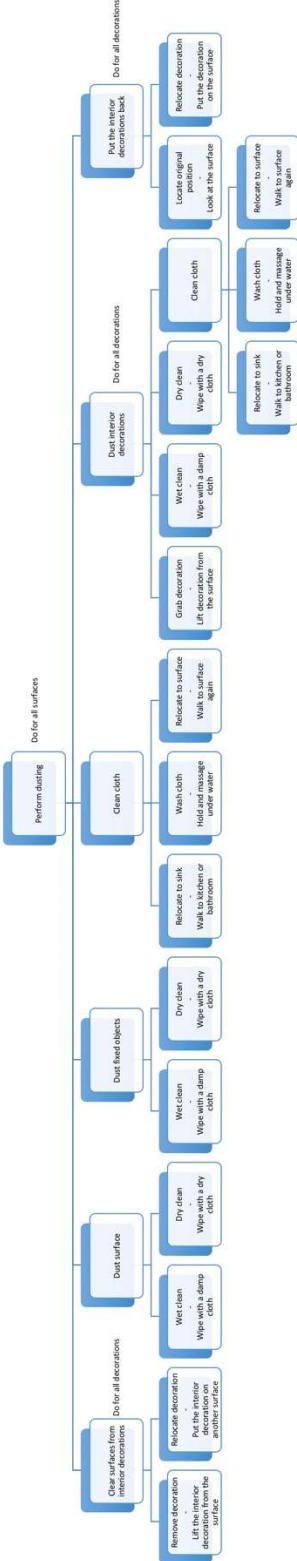 Perform dusting
Do for all surfaces
Clear surfaces from
interior decorations
Do for all decorations
Dust surface
Dust fixed objects
Clean cloth
Dust interior
decorations
Do for all decorations
Put the interior
decorations back
Do for all decorations
Remove decoration
-
Lift the interior
decoration from the
surface
Relocate decoration
-
Put the interior
decoration on
another surface
Wet clean
-
Wipe with a damp
cloth
Dry clean
-
Wipe with a dry
cloth
Wet clean
-
Wipe with a damp
cloth
Dry clean
-
Wipe with a dry
cloth
Relocate to sink
-
Walk to kitchen or
bathroom
Wash cloth
-
Hold and massage
under water
Relocate to surface
-
Walk to surface
again
Grab decoration
-
Lift decoration from
the surface
Wet clean
-
Wipe with a damp
cloth
Dry clean
-
Wipe with a dry
cloth
Clean cloth
Locate original
position
-
Look at the surface
Relocate decoration
-
Put the decoration
on the surface
Relocate to sink
-
Walk to kitchen or
bathroom
Wash cloth
-
Hold and massage
under water
Relocate to surface
-
Walk to surface
again